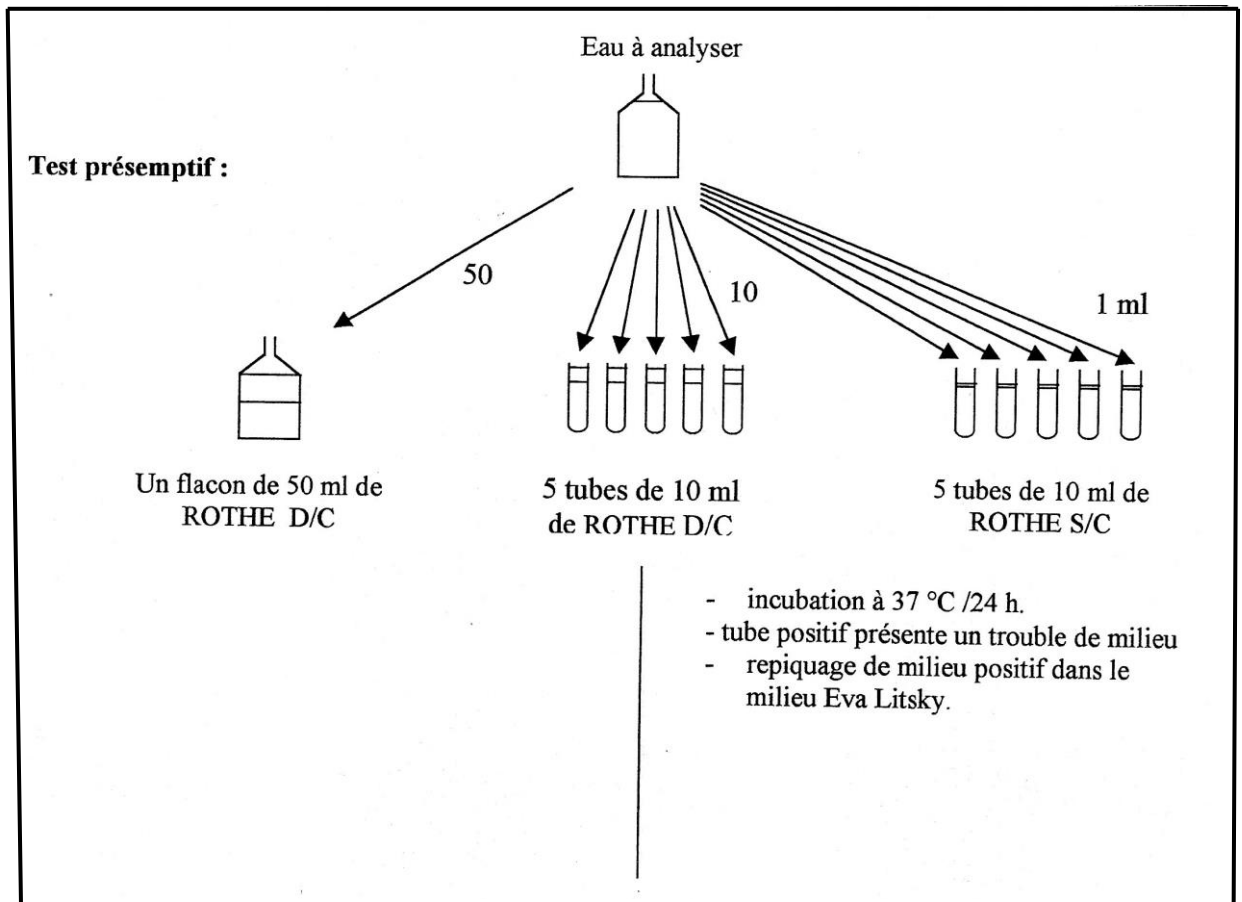 Eau à analyser
Test présemptif :
50
10
1 ml
Un flacon de 50 ml de
ROTHE D/C
5 tubes de 10 ml
de ROTHE D/C
5 tubes de 10 ml de
ROTHE S/C
- incubation à 37 °C /24 h.
- tube positif présente un trouble de milieu
- repiquage de milieu positif dans le
milieu Eva Litsky.